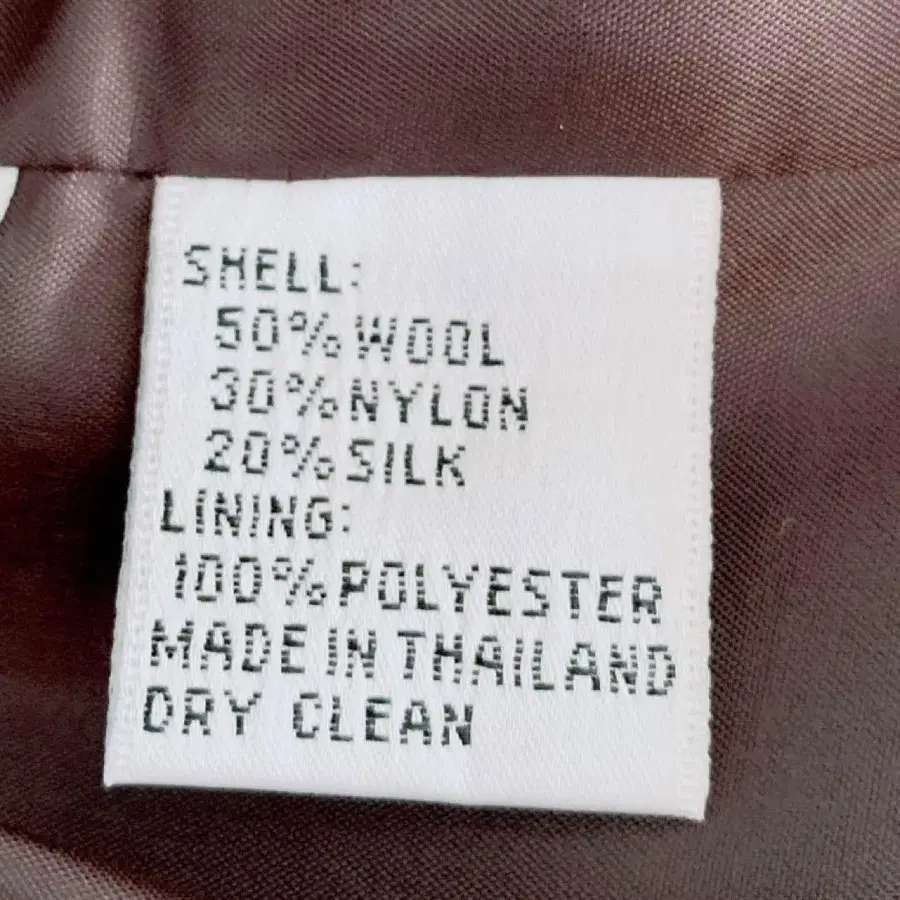 SHELL:
50% WOOL
30% NYLON
20% SILK
LINING:
100% POLYESTER
MADE IN THAILAND
DRY CLEAN